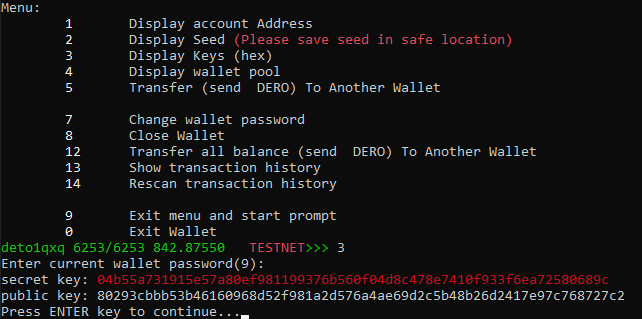 Menu:
1 Display account Address
2 Display Seed (Please save seed in safe location)
3 Display Keys (hex)
4 Display wallet pool
5 Transfer (send DERO) To Another Wallet
7 Change wallet password
8 Close Wallet
12 Transfer all balance (send DERO) To Another Wallet
13 Show transaction history
14 Rescan transaction history
9 Exit menu and start prompt
0 Exit Wallet
deto1qxq 6253/6253 842.87550 TESTNET>>> 3
Enter current wallet password(9):
secret key: 04b55a731915e57a80ef981199376b560f04d8c478e7410f933f6ea72580689c
public key: 80293cbbb53b46160968d52f981a2d576a4ae69d2c5b48b26d2417e97c768727c2
Press ENTER key to continue...